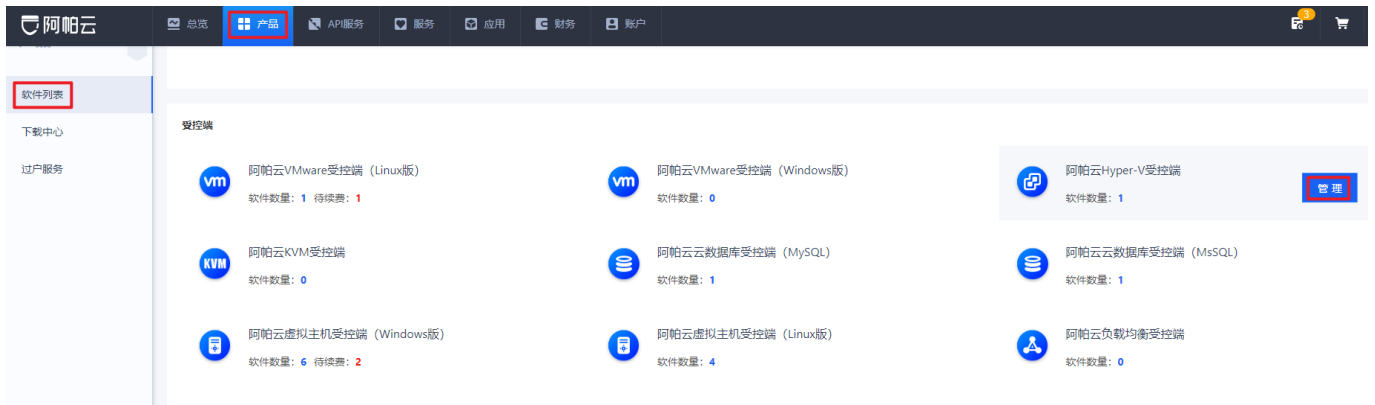 阿帕云 总览 产品 API服务 服务 应用 财务 账户 3
软件列表
下载中心
过户服务
受控端
vm 阿帕云VMware受控端（Linux版）
软件数量：1 待续费：1
vm 阿帕云VMware受控端（Windows版）
软件数量：0
阿帕云Hyper-V受控端
软件数量：1
管理
KVM 阿帕云KVM受控端
软件数量：0
阿帕云云数据库受控端（MySQL）
软件数量：1
阿帕云云数据库受控端（MsSQL）
软件数量：1
阿帕云虚拟主机受控端（Windows版）
软件数量：6 待续费：2
阿帕云虚拟主机受控端（Linux版）
软件数量：4
阿帕云负载均衡受控端
软件数量：0